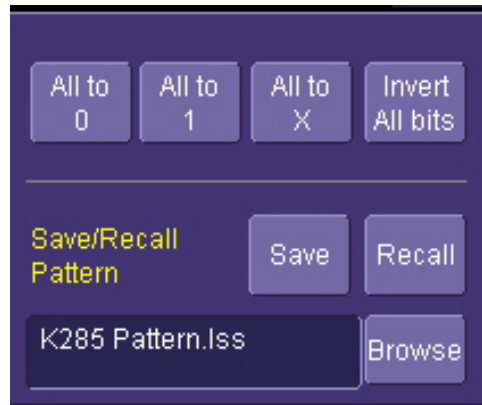 All to
0
All to
1
All to
X
Invert
All bits
Save/Recall
Pattern
Save
Recall
K285 Pattern.lss
Browse